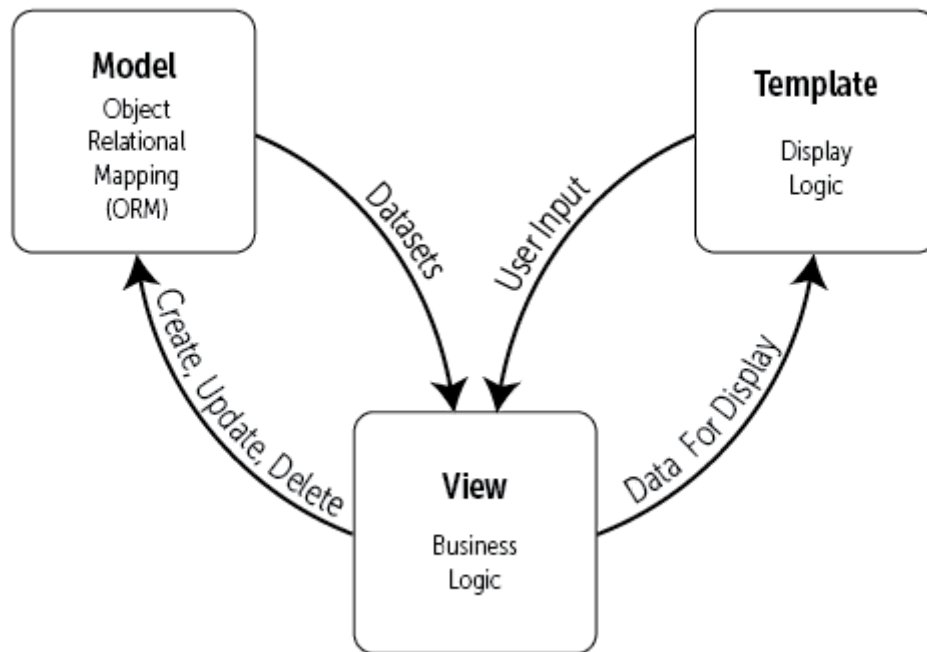 Model
Object
Relational
Mapping
(ORM)
Template
Display
Logic
Datasets
User Input
Create, Update, Delete
Data For Display
View
Business
Logic